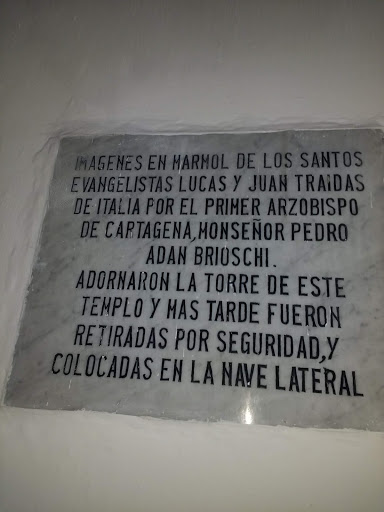 IMAGENES EN MARMOL DE LOS SANTOS
EVANGELISTAS LUCAS Y JUAN TRAIDAS
DE ITALIA POR EL PRIMER ARZOBISPO
DE CARTAGENA, MONSEÑOR PEDRO
ADAN BRIOSCHI.
ADORNARON LA TORRE DE ESTE
TEMPLO Y MAS TARDE FUERON
RETIRADAS POR SEGURIDAD, Y
COLOCADAS EN LA NAVE LATERAL